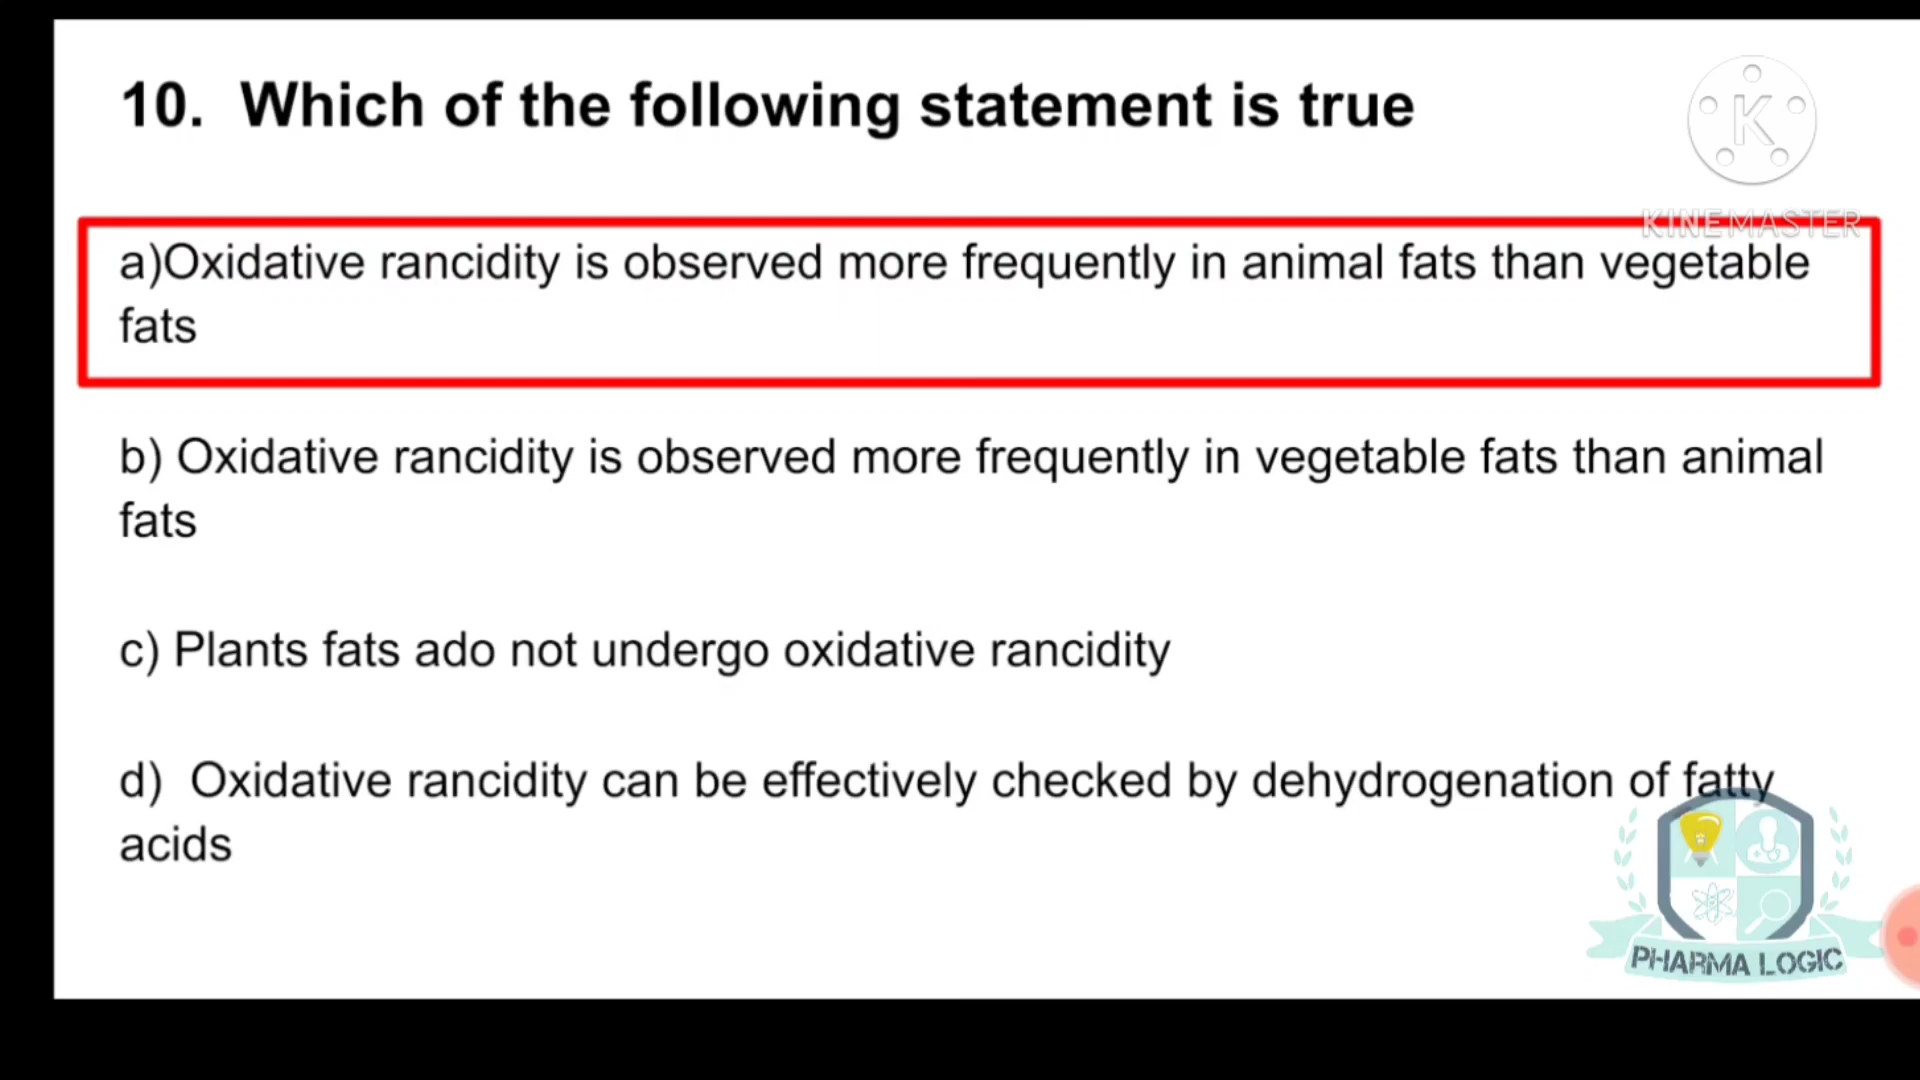 10. Which of the following statement is true
K
KINEMASTER
a)Oxidative rancidity is observed more frequently in animal fats than vegetable
fats
b) Oxidative rancidity is observed more frequently in vegetable fats than animal
fats
c) Plants fats ado not undergo oxidative rancidity
d) Oxidative rancidity can be effectively checked by dehydrogenation of fatty
acids
PHARMA LOGIC